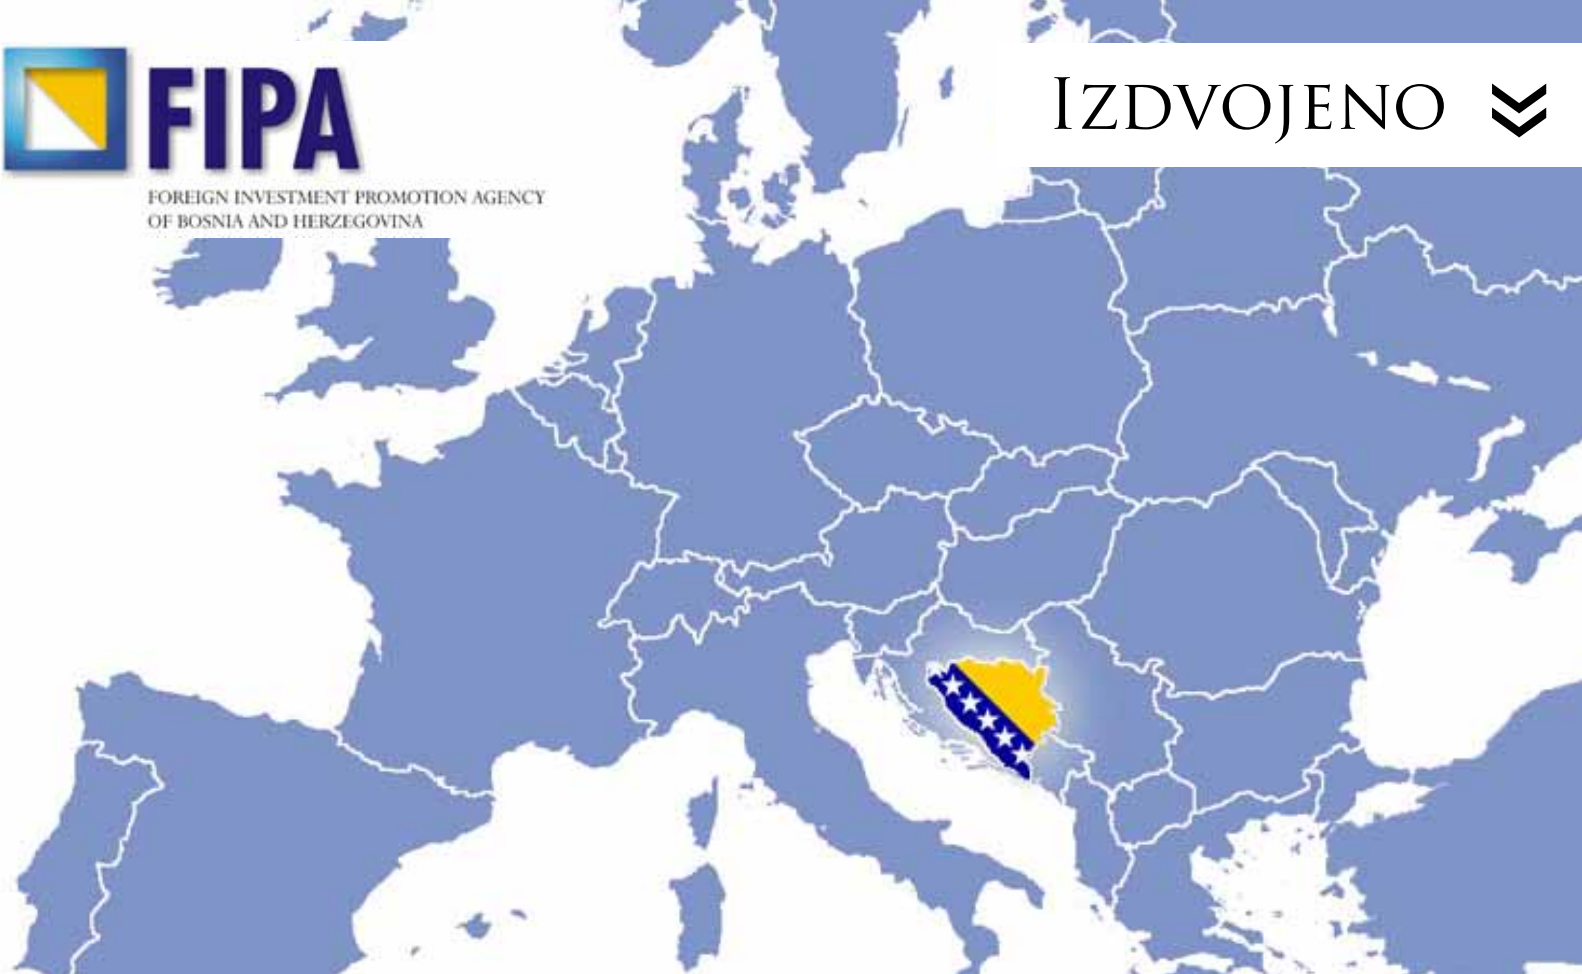 FIPA
FOREIGN INVESTMENT PROMOTION AGENCY
OF BOSNIA AND HERZEGOVINA
IZDVOJENO